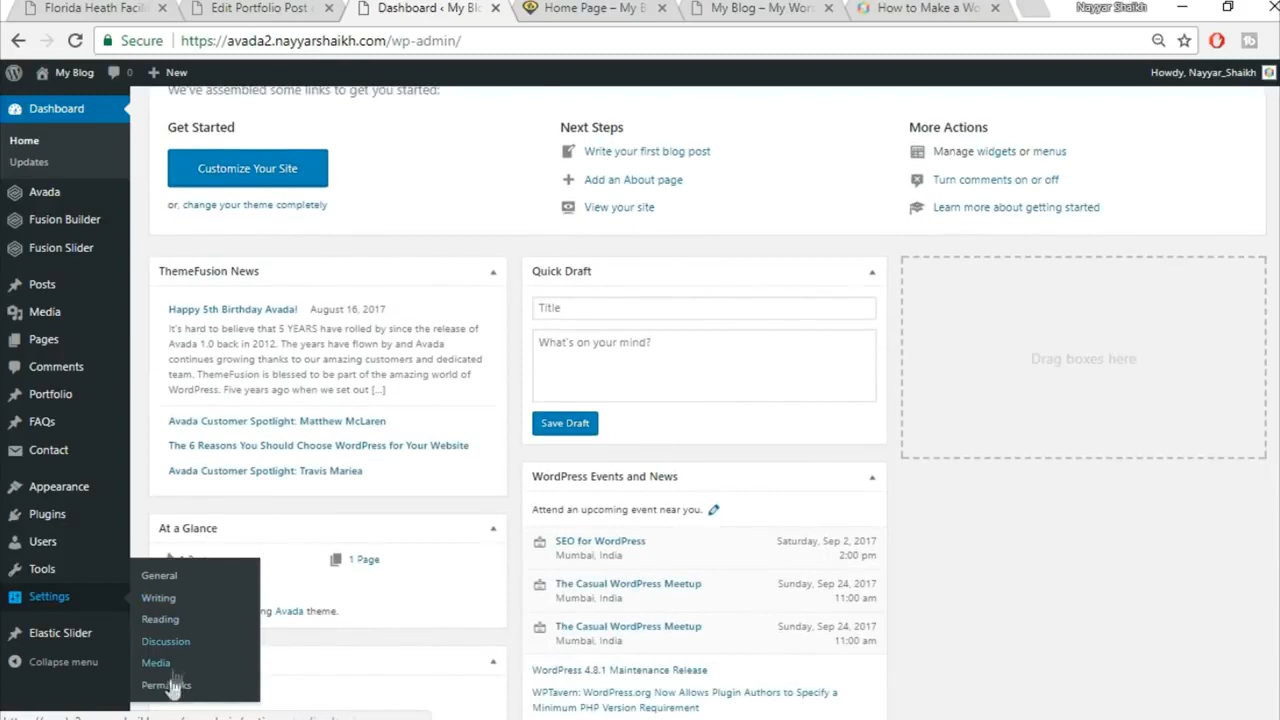 Florida Heath Facili
Edit Portfolio Post
Dashboard ‹ My Blo
Home Page – My B
My Blog – My Wor
How to Make a Wo
Nayyar Shaikh
Secure
https://avada2.nayyarshaikh.com/wp-admin/
My Blog
0
New
Howdy, Nayyar_Shaikh
Dashboard
Home
Updates
Avada
Fusion Builder
Fusion Slider
Posts
Media
Pages
Comments
Portfolio
FAQs
Contact
Appearance
Plugins
Users
Tools
Settings
Elastic Slider
Collapse menu
General
Writing
Reading
Discussion
Media
We've assembled some links to get you started:
Get Started
Customize Your Site
or, change your theme completely
Next Steps
Write your first blog post
Add an About page
View your site
More Actions
Manage widgets or menus
Turn comments on or off
Learn more about getting started
ThemeFusion News
Happy 5th Birthday Avada! August 16, 2017
It's hard to believe that 5 YEARS have rolled by since the release of
Avada 1.0 back in 2012. The years have flown by and Avada
continues growing thanks to our amazing customers and dedicated
team. ThemeFusion is blessed to be part of the amazing world of
WordPress. Five years ago when we set out [...]
Avada Customer Spotlight: Matthew McLaren
The 6 Reasons You Should Choose WordPress for Your Website
Avada Customer Spotlight: Travis Mariea
At a Glance
1 Page
Avada theme.
Quick Draft
Title
What's on your mind?
Save Draft
WordPress Events and News
Attend an upcoming event near you.
SEO for WordPress
Mumbai, India
Saturday, Sep 2, 2017
2:00 pm
The Casual WordPress Meetup
Mumbai, India
Sunday, Sep 24, 2017
11:00 am
The Casual WordPress Meetup
Mumbai, India
Sunday, Sep 24, 2017
11:00 am
WordPress 4.8.1 Maintenance Release
WPTavern: WordPress.org Now Allows Plugin Authors to Specify a
Minimum PHP Version Requirement
Drag boxes here